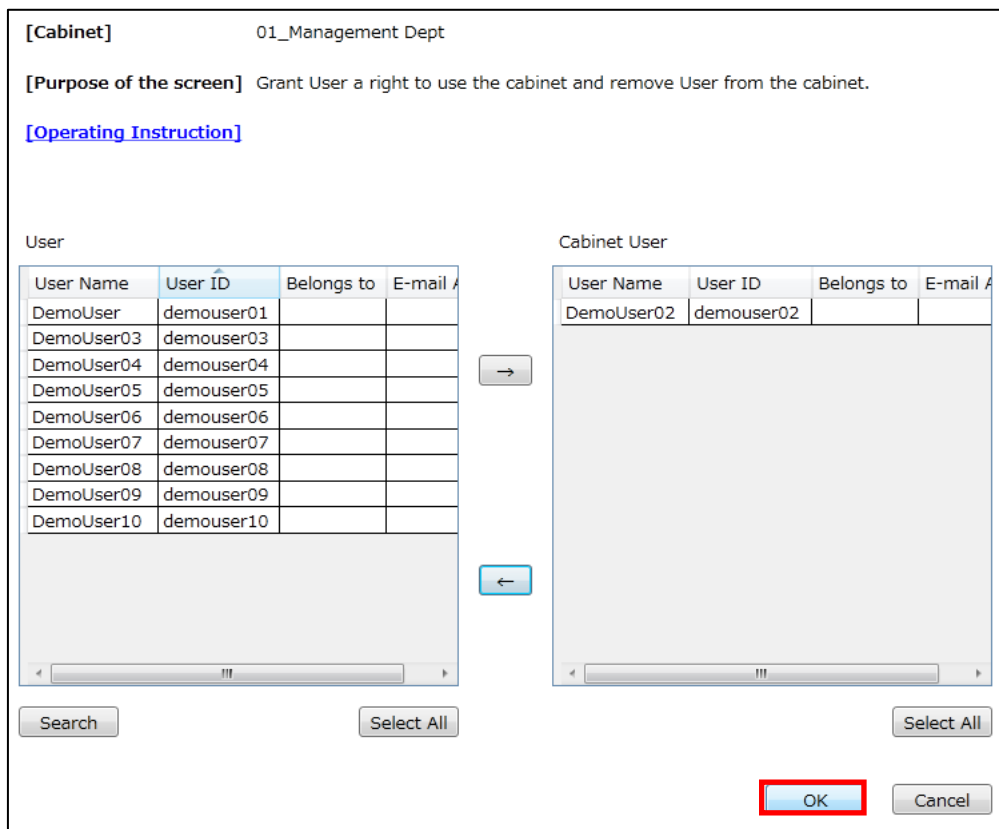 [Cabinet] 01_Management Dept
[Purpose of the screen] Grant User a right to use the cabinet and remove User from the cabinet.
[Operating Instruction]
User
User Name User ID Belongs to E-mail A
DemoUser demouser01
DemoUser03 demouser03
DemoUser04 demouser04
DemoUser05 demouser05
DemoUser06 demouser06
DemoUser07 demouser07
DemoUser08 demouser08
DemoUser09 demouser09
DemoUser10 demouser10
Search Select All
→
←
Cabinet User
User Name User ID Belongs to E-mail A
DemoUser02 demouser02
Select All
OK Cancel